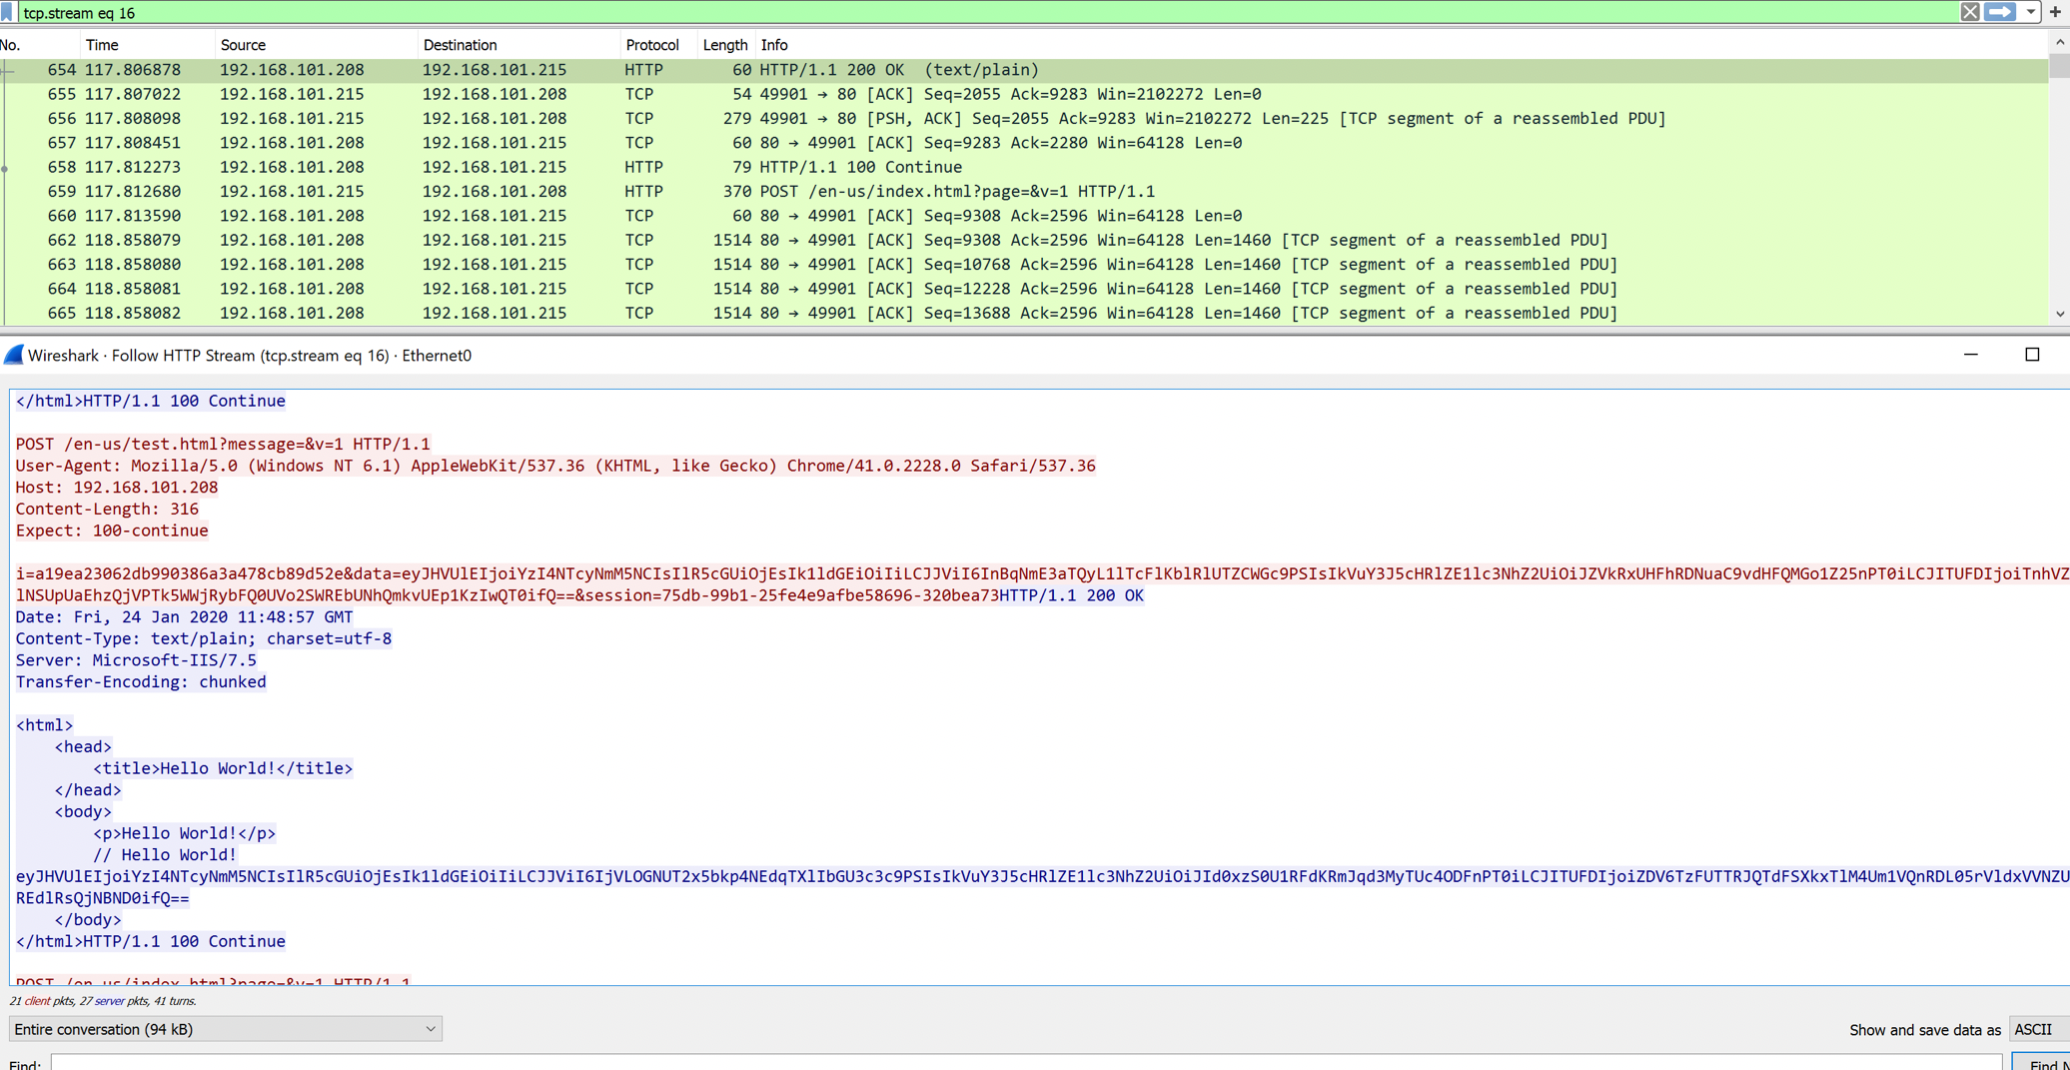 tcp.stream eq 16
No. Time Source Destination Protocol Length Info
654 117.806878 192.168.101.208 192.168.101.215 HTTP 60 HTTP/1.1 200 OK (text/plain)
655 117.807022 192.168.101.215 192.168.101.208 TCP 54 49901 → 80 [ACK] Seq=2055 Ack=9283 Win=2102272 Len=0
656 117.808098 192.168.101.215 192.168.101.208 TCP 279 49901 → 80 [PSH, ACK] Seq=2055 Ack=9283 Win=2102272 Len=225 [TCP segment of a reassembled PDU]
657 117.808451 192.168.101.208 192.168.101.215 TCP 60 80 → 49901 [ACK] Seq=9283 Ack=2280 Win=64128 Len=0
658 117.812273 192.168.101.208 192.168.101.215 HTTP 79 HTTP/1.1 100 Continue
659 117.812680 192.168.101.215 192.168.101.208 HTTP 370 POST /en-us/index.html?page=&v=1 HTTP/1.1
660 117.813590 192.168.101.208 192.168.101.215 TCP 60 80 → 49901 [ACK] Seq=9308 Ack=2596 Win=64128 Len=0
662 118.858079 192.168.101.208 192.168.101.215 TCP 1514 80 → 49901 [ACK] Seq=9308 Ack=2596 Win=64128 Len=1460 [TCP segment of a reassembled PDU]
663 118.858080 192.168.101.208 192.168.101.215 TCP 1514 80 → 49901 [ACK] Seq=10768 Ack=2596 Win=64128 Len=1460 [TCP segment of a reassembled PDU]
664 118.858081 192.168.101.208 192.168.101.215 TCP 1514 80 → 49901 [ACK] Seq=12228 Ack=2596 Win=64128 Len=1460 [TCP segment of a reassembled PDU]
665 118.858082 192.168.101.208 192.168.101.215 TCP 1514 80 → 49901 [ACK] Seq=13688 Ack=2596 Win=64128 Len=1460 [TCP segment of a reassembled PDU]
Wireshark · Follow HTTP Stream (tcp.stream eq 16) · Ethernet0
</html>HTTP/1.1 100 Continue
POST /en-us/test.html?message=&v=1 HTTP/1.1
User-Agent: Mozilla/5.0 (Windows NT 6.1) AppleWebKit/537.36 (KHTML, like Gecko) Chrome/41.0.2228.0 Safari/537.36
Host: 192.168.101.208
Content-Length: 316
Expect: 100-continue
i=a19ea23062db990386a3a478cb89d52e&data=eyJHVUlEIjoiYzI4NTcyNmM5NCIsIlR5cGUiOjEsIk1ldGEiOiIiLCJJViI6InBqNmE3aTQyL1lTcFlKblRlUTZCWGc9PSIsIkVuY3J5cHRlZE1lc3NhZ2UiOiJZVkRxUHFhRDNuaC9vdHFQMGo1Z25nPT0iLCJITUFDIjoiTnhVZ
lNSUpUaEhzQjVPTk5WWjRybFQ0UVo2SWREbUNhQmkvUEp1KzIwQT0ifQ==&session=75db-99b1-25fe4e9afbe58696-320bea73HTTP/1.1 200 OK
Date: Fri, 24 Jan 2020 11:48:57 GMT
Content-Type: text/plain; charset=utf-8
Server: Microsoft-IIS/7.5
Transfer-Encoding: chunked
<html>
<head>
<title>Hello World!</title>
</head>
<body>
<p>Hello World!</p>
// Hello World!
eyJHVUlEIjoiYzI4NTcyNmM5NCIsIlR5cGUiOjEsIk1ldGEiOiIiLCJJViI6IjVLOGNUT2x5bkp4NEdqTXlIbGU3c3c9PSIsIkVuY3J5cHRlZE1lc3NhZ2UiOiJId0xzS0U1RFdKRmJqd3MyTUc4ODFnPT0iLCJITUFDIjoiZDV6TzFUTTRJQTdFSXkxTlM4Um1VQnRDL05rVldxVVNZU
REdlRsQjNBND0ifQ==
</body>
</html>HTTP/1.1 100 Continue
POST /en-us/index.html?page=&v=1 HTTP/1.1
21 client pkts, 27 server pkts, 41 turns.
Entire conversation (94 kB)
Show and save data as ASCII
Find:
Find N